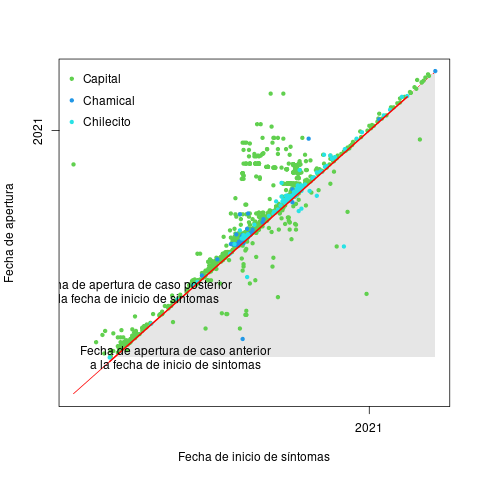 Capital
Chamical
Chilecito
2021
Fecha de apertura
na de apertura de caso posterior
la fecha de inicio de síntomas
Fecha de apertura de caso anterior
a la fecha de inicio de sintomas
2021
Fecha de inicio de síntomas